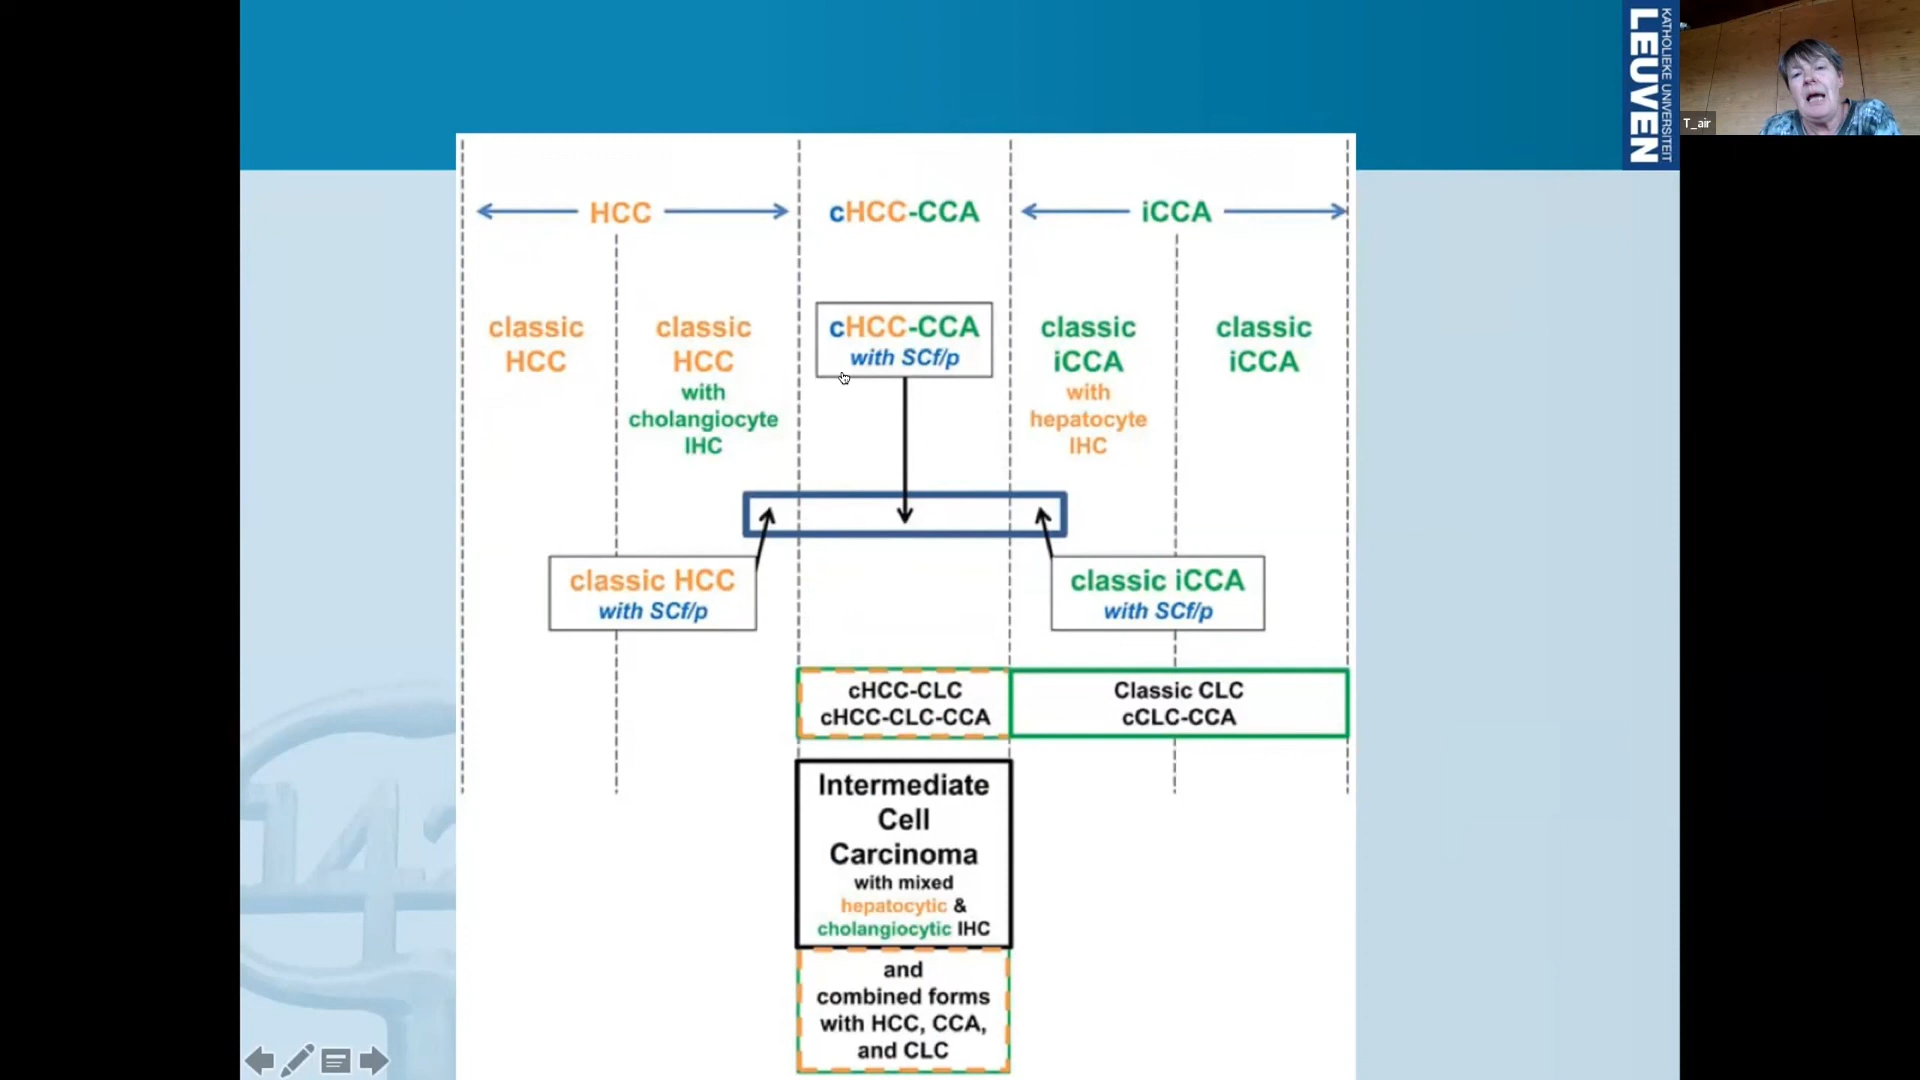 KATHOLIEKE UNIVERSITEIT
LEUVEN
T_air
HCC
cHCC-CCA
iCCA
classic
HCC
classic
HCC
with
cholangiocyte
IHC
cHCC-CCA
with SCf/p
classic
iCCA
with
hepatocyte
IHC
classic
iCCA
classic HCC
with SCf/p
classic iCCA
with SCf/p
cHCC-CLC
cHCC-CLC-CCA
Classic CLC
cCLC-CCA
Intermediate
Cell
Carcinoma
with mixed
hepatocytic &
cholangiocytic IHC
and
combined forms
with HCC, CCA,
and CLC